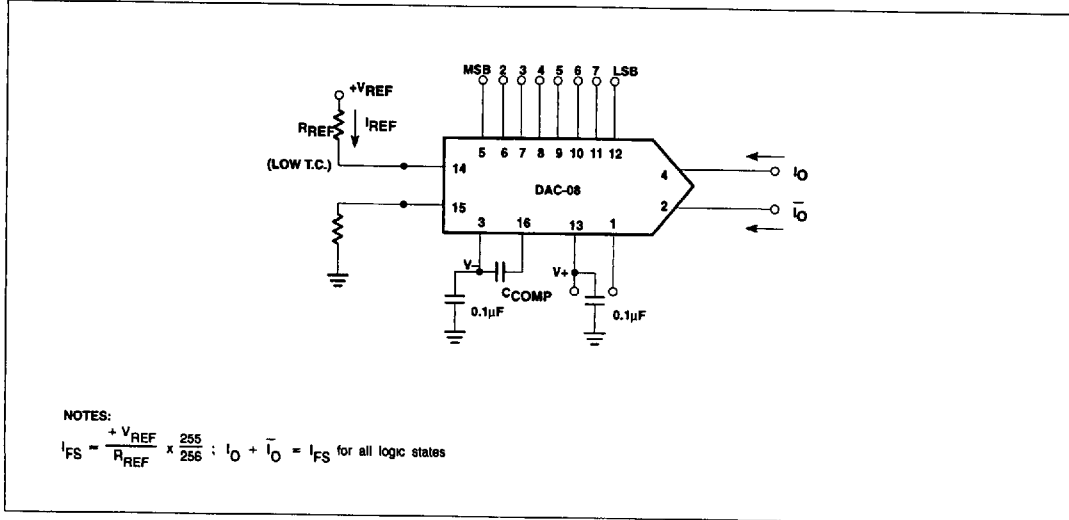 MSB 2 3 4 5 6 7 LSB
+VREF
RREF
IREF
(LOW T.C.)
5 6 7 8 9 10 11 12
14
4
IO
DAC-08
15
2
I̅O
3 16 13 1
V–
CCOMP
V+
0.1µF
0.1µF
NOTES:
IFS = + VREF / RREF x 255 / 256 ; IO + I̅O = IFS for all logic states